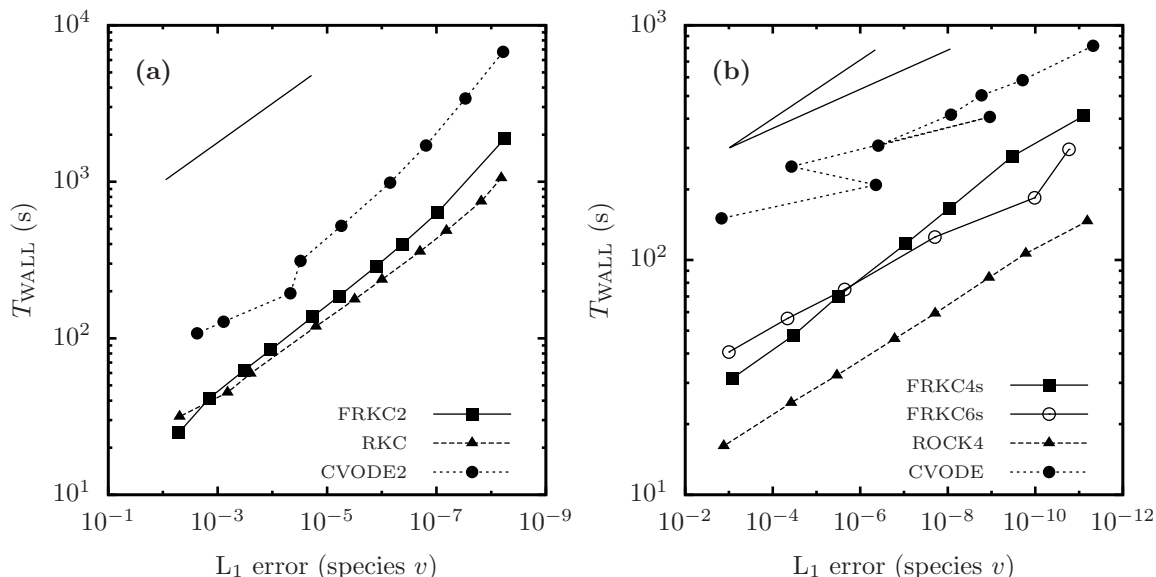 10^4
10^3
10^2
10^1
T_WALL (s)
(a)
FRKC2
RKC
CVODE2
10^-1
10^-3
10^-5
10^-7
10^-9
L_1 error (species v)
10^3
10^2
10^1
T_WALL (s)
(b)
FRKC4s
FRKC6s
ROCK4
CVODE
10^-2
10^-4
10^-6
10^-8
10^-10
10^-12
L_1 error (species v)